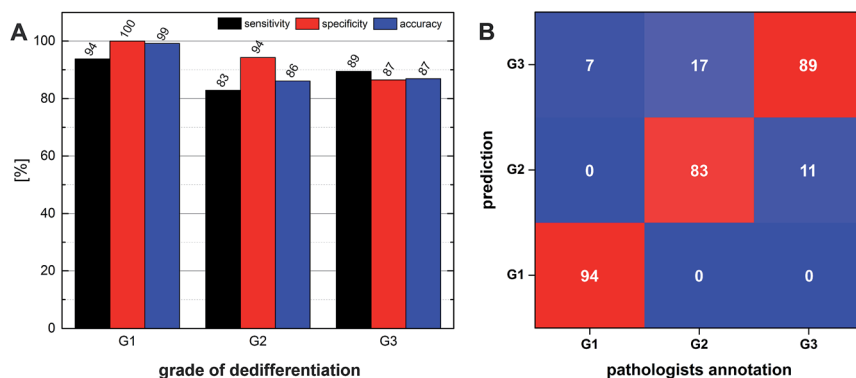 A
sensitivity specificity accuracy
[%]
100
80
60
40
20
0
94 100 99
83 94 86
89 87 87
G1 G2 G3
grade of dedifferentiation
B
prediction
G3 7 17 89
G2 0 83 11
G1 94 0 0
G1 G2 G3
pathologists annotation